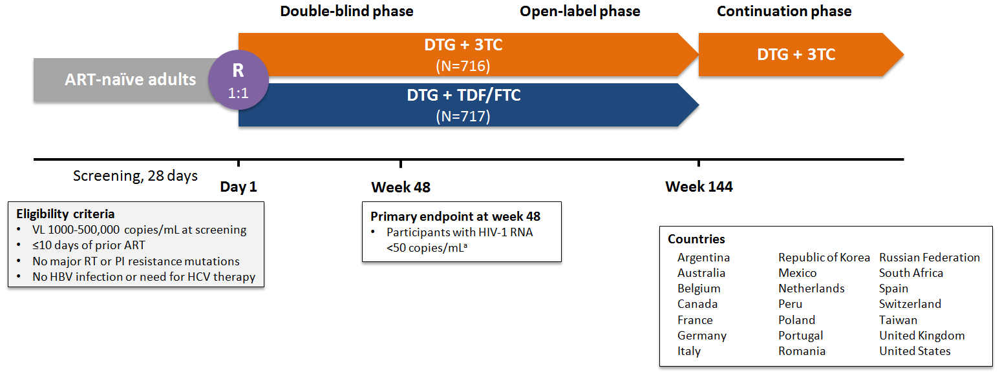 Double-blind phase
Open-label phase
Continuation phase
DTG + 3TC
(N=716)
DTG + 3TC
ART-naïve adults
R
1:1
DTG + TDF/FTC
(N=717)
Screening, 28 days
Day 1
Week 48
Week 144
Eligibility criteria
• VL 1000-500,000 copies/mL at screening
• ≤10 days of prior ART
• No major RT or PI resistance mutations
• No HBV infection or need for HCV therapy
Primary endpoint at week 48
• Participants with HIV-1 RNA
<50 copies/mLᵃ
Countries
Argentina Republic of Korea Russian Federation
Australia Mexico South Africa
Belgium Netherlands Spain
Canada Peru Switzerland
France Poland Taiwan
Germany Portugal United Kingdom
Italy Romania United States